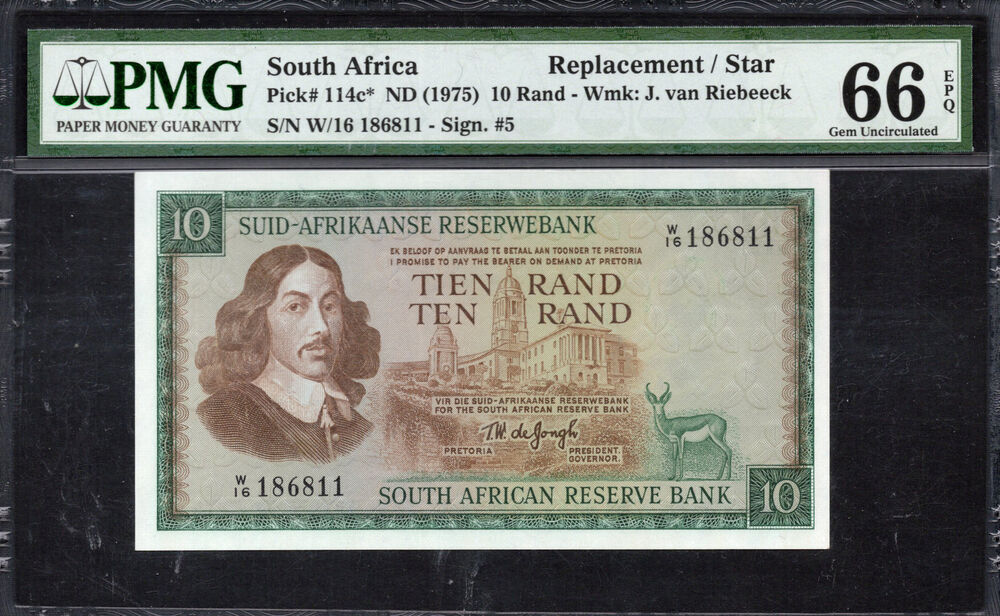 PMG
PAPER MONEY GUARANTY
South Africa Replacement / Star
Pick# 114c* ND (1975) 10 Rand - Wmk: J. van Riebeeck
S/N W/16 186811 - Sign. #5
66
EPQ
Gem Uncirculated
10
SUID-AFRIKAANSE RESERWEBANK
W/16 186811
EK BELOOF OP AANVRAAG TE BETAAL AAN TOONDER TE PRETORIA
I PROMISE TO PAY THE BEARER ON DEMAND AT PRETORIA
TIEN RAND
TEN RAND
VIR DIE SUID-AFRIKAANSE RESERWEBANK
FOR THE SOUTH AFRICAN RESERVE BANK
T.W. de Jongh
PRETORIA PRESIDENT.
GOVERNOR.
W/16 186811
SOUTH AFRICAN RESERVE BANK
10